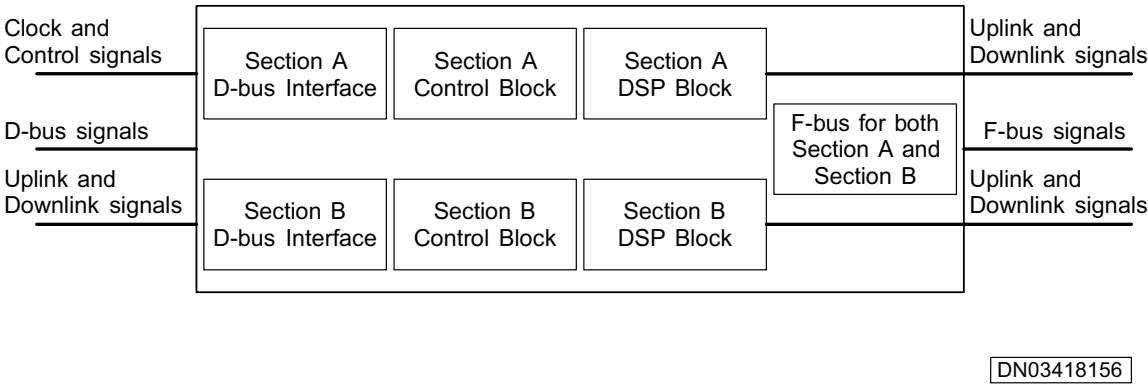 Clock and
Control signals
D-bus signals
Uplink and
Downlink signals
Section A
D-bus Interface
Section A
Control Block
Section A
DSP Block
F-bus for both
Section A and
Section B
Section B
D-bus Interface
Section B
Control Block
Section B
DSP Block
Uplink and
Downlink signals
F-bus signals
Uplink and
Downlink signals
DN03418156